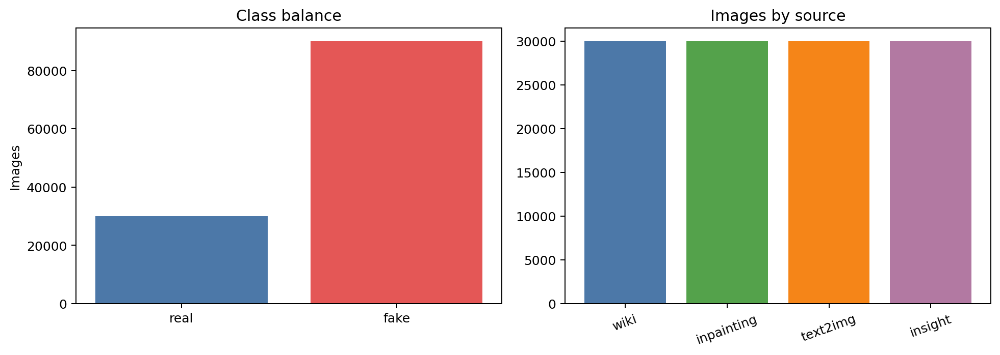 Class balance
Images
80000
60000
40000
20000
0
real
fake
Images by source
30000
25000
20000
15000
10000
5000
0
wiki
inpainting
text2img
insight